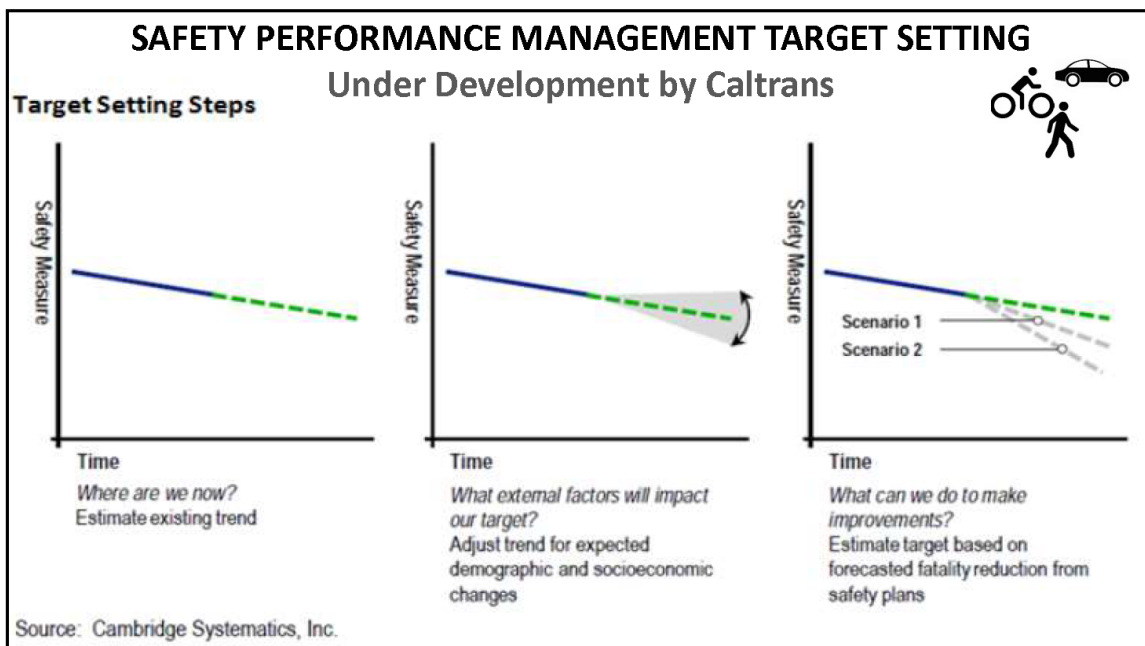 SAFETY PERFORMANCE MANAGEMENT TARGET SETTING
Under Development by Caltrans
Target Setting Steps
Safety Measure
Time
Where are we now?
Estimate existing trend
Safety Measure
Time
What external factors will impact
our target?
Adjust trend for expected
demographic and socioeconomic
changes
Safety Measure
Scenario 1
Scenario 2
Time
What can we do to make
improvements?
Estimate target based on
forecasted fatality reduction from
safety plans
Source: Cambridge Systematics, Inc.